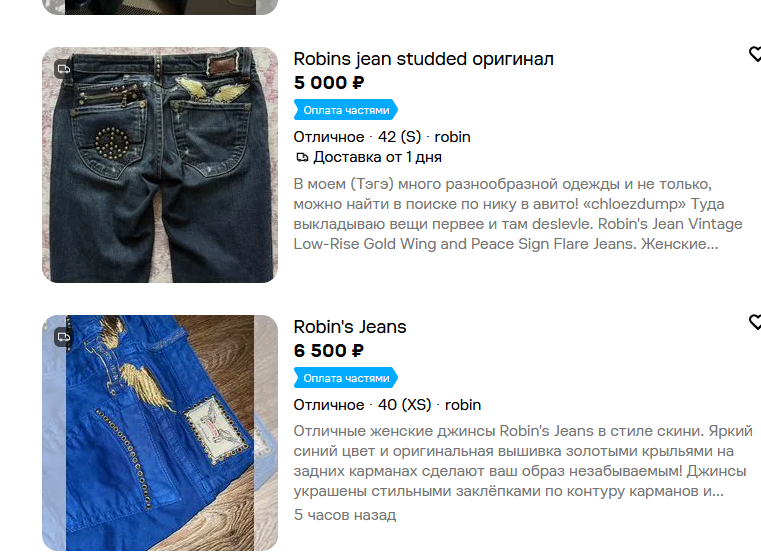 Robins jean studded оригинал
5 000 ₽
Оплата частями
Отличное · 42 (S) · robin
Доставка от 1 дня
В моем (Тэгэ) много разнообразной одежды и не только,
можно найти в поиске по нику в авито! «chloezdump» Туда
выкладываю вещи первее и там deslevle. Robin's Jean Vintage
Low-Rise Gold Wing and Peace Sign Flare Jeans. Женские...
Robin's Jeans
6 500 ₽
Оплата частями
Отличное · 40 (XS) · robin
Отличные женские джинсы Robin's Jeans в стиле скини. Яркий
синий цвет и оригинальная вышивка золотыми крыльями на
задних карманах сделают ваш образ незабываемым! Джинсы
украшены стильными заклёпками по контуру карманов и...
5 часов назад